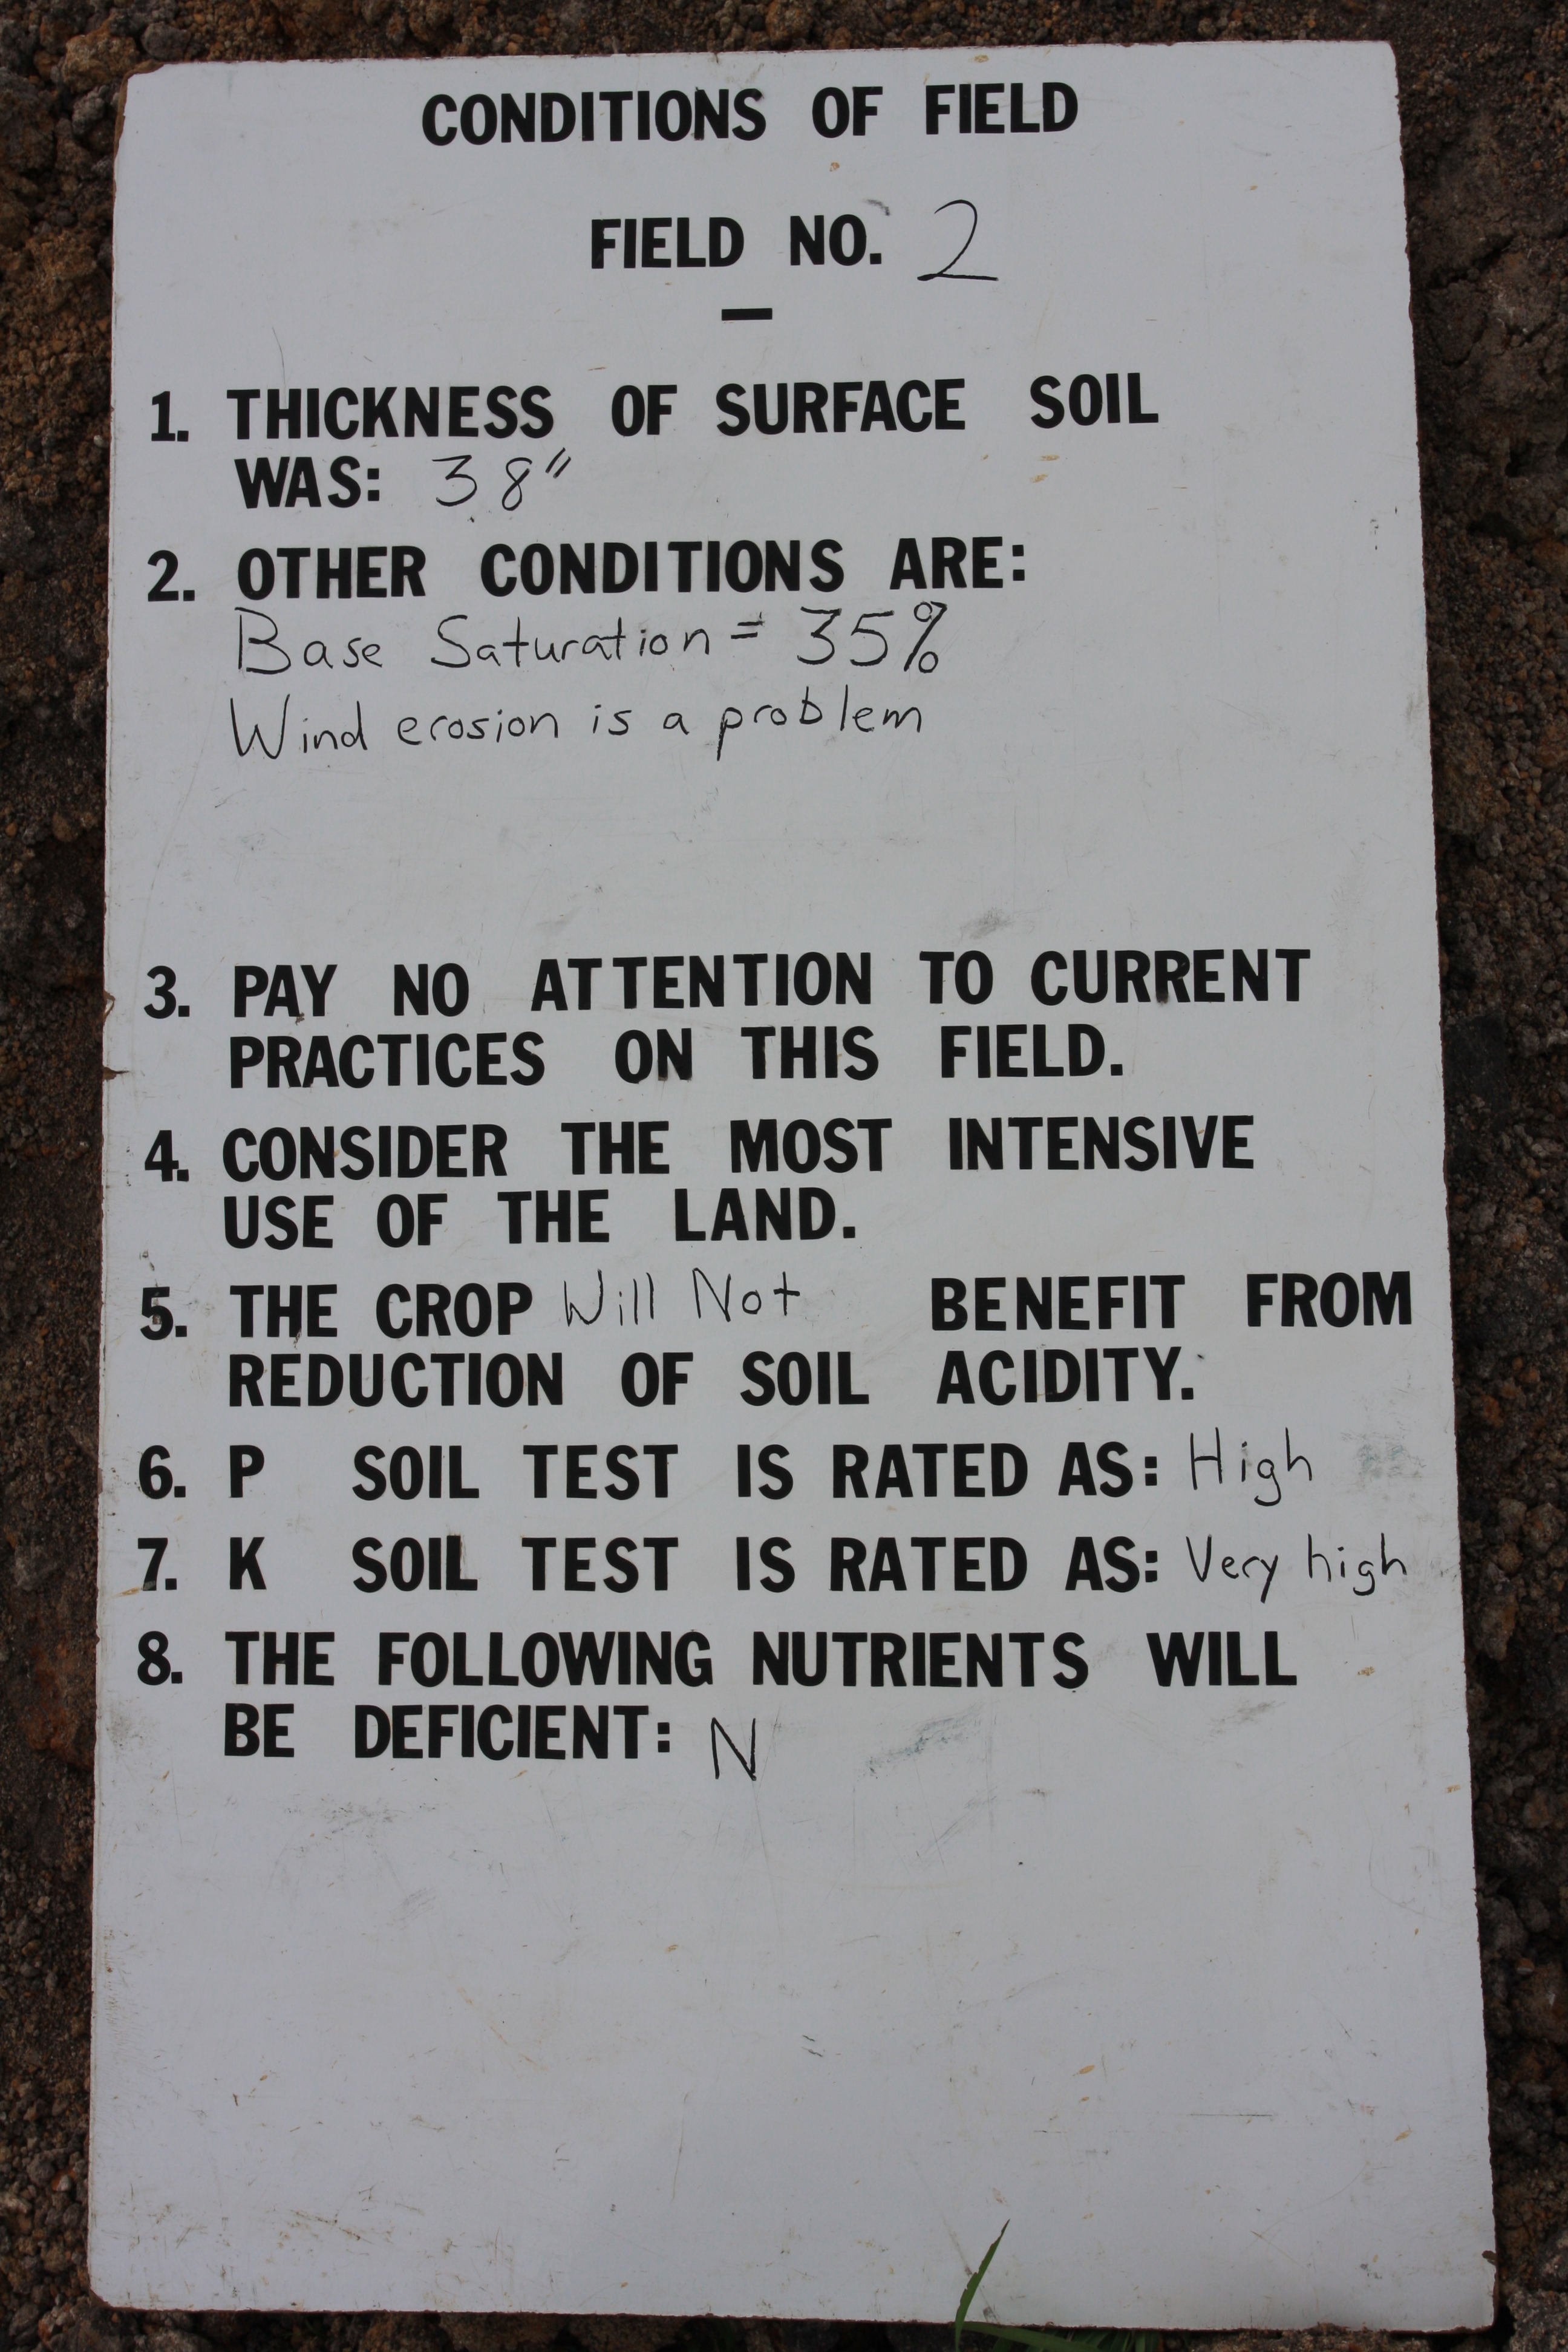 CONDITIONS OF FIELD
FIELD NO. 2
—
1. THICKNESS OF SURFACE SOIL
WAS: 38"
2. OTHER CONDITIONS ARE:
Base Saturation = 35%
Wind erosion is a problem
3. PAY NO ATTENTION TO CURRENT
PRACTICES ON THIS FIELD.
4. CONSIDER THE MOST INTENSIVE
USE OF THE LAND.
5. THE CROP Will Not BENEFIT FROM
REDUCTION OF SOIL ACIDITY.
6. P SOIL TEST IS RATED AS: High
7. K SOIL TEST IS RATED AS: Very high
8. THE FOLLOWING NUTRIENTS WILL
BE DEFICIENT: N